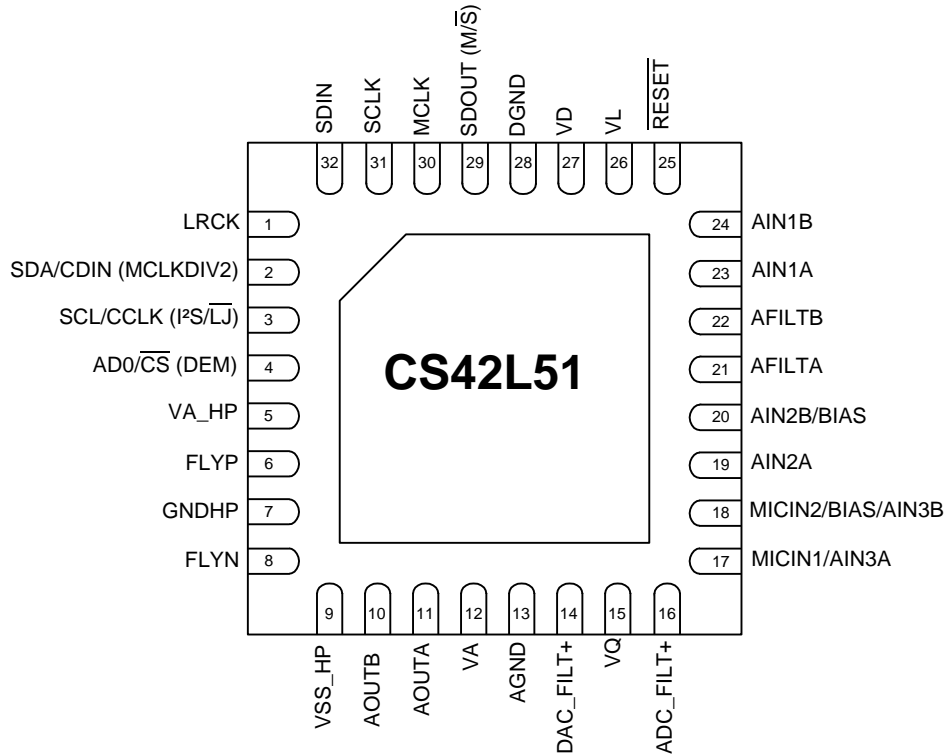 SDIN
SCLK
MCLK
SDOUT (M/S̅)
DGND
VD
VL
R̅E̅S̅E̅T̅
32
31
30
29
28
27
26
25
LRCK
1
SDA/CDIN (MCLKDIV2)
2
SCL/CCLK (I²S/L̅J̅)
3
AD0/C̅S̅ (DEM)
4
VA_HP
5
FLYP
6
GNDHP
7
FLYN
8
CS42L51
24
AIN1B
23
AIN1A
22
AFILTB
21
AFILTA
20
AIN2B/BIAS
19
AIN2A
18
MICIN2/BIAS/AIN3B
17
MICIN1/AIN3A
9
10
11
12
13
14
15
16
VSS_HP
AOUTB
AOUTA
VA
AGND
DAC_FILT+
VQ
ADC_FILT+